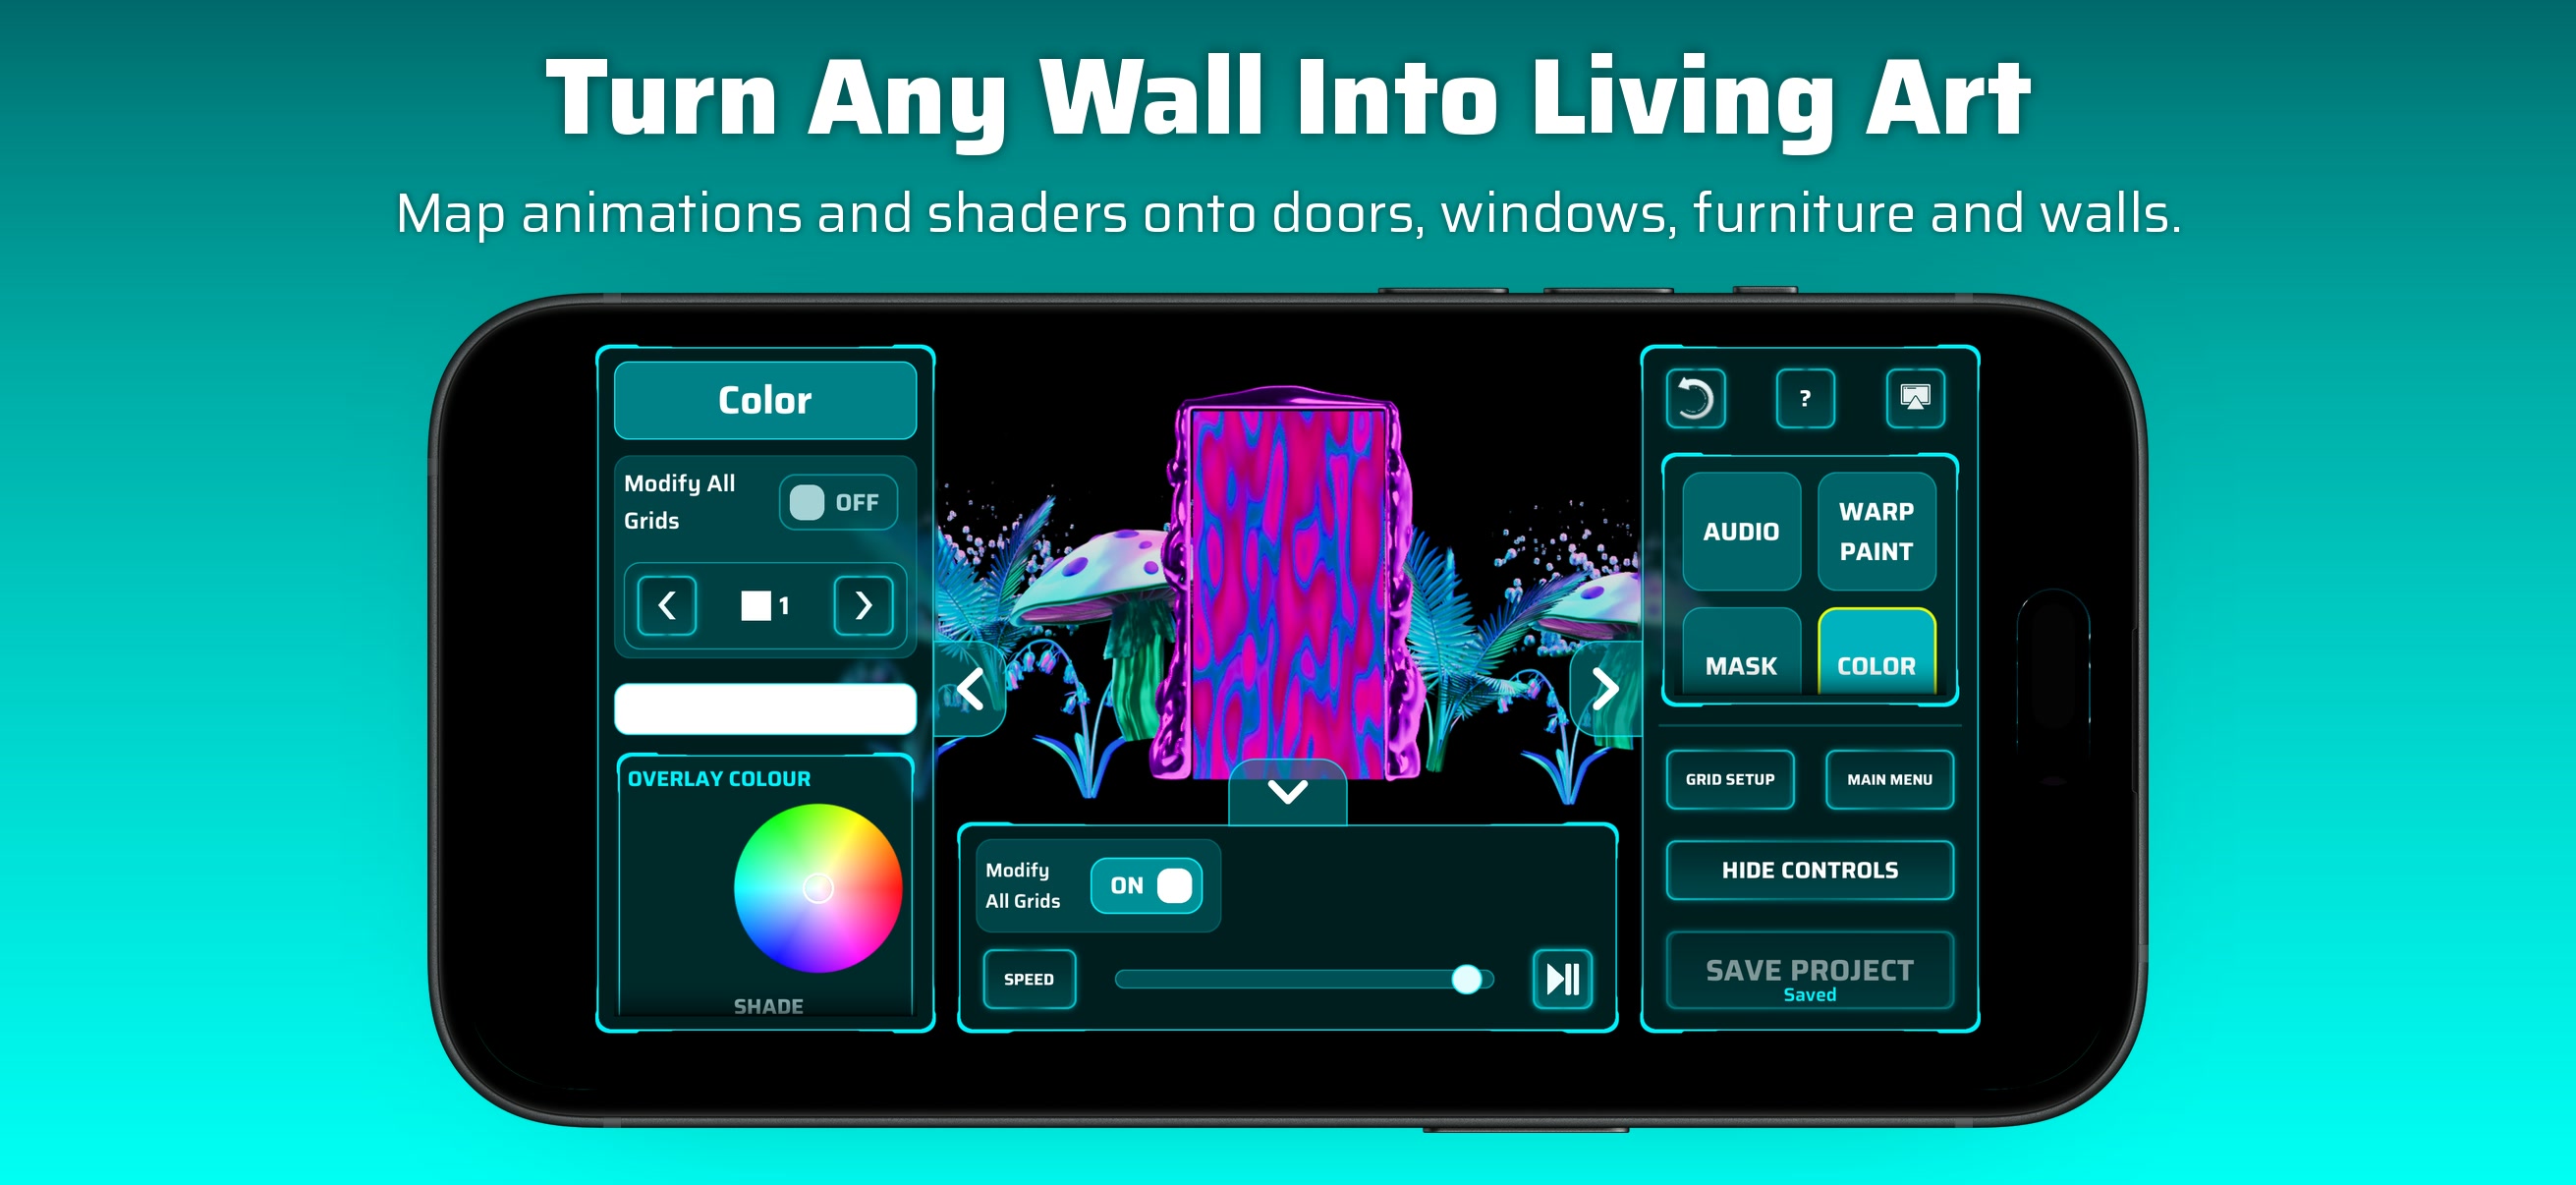 Turn Any Wall Into Living Art
Map animations and shaders onto doors, windows, furniture and walls.
Color
Modify All
Grids
OFF
1
OVERLAY COLOUR
SHADE
Modify
All Grids
ON
SPEED
?
AUDIO
WARP
PAINT
MASK
COLOR
GRID SETUP
MAIN MENU
HIDE CONTROLS
SAVE PROJECT
Saved